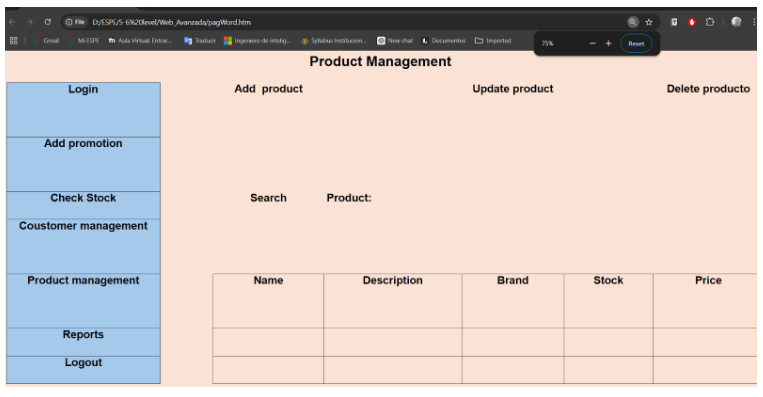 File D:/ESPE/5-6%20level/Web_Avanzada/pagWord.htm
Gmail Mi ESPE Aula Virtual: Entrar... Traducir Ingeniero de intelig... Syllabus Institucion... New chat Documentos Imported
75% − + Reset
Product Management
Login Add product Update product Delete producto
Add promotion
Check Stock Search Product:
Coustomer management
Product management Name Description Brand Stock Price
Reports
Logout